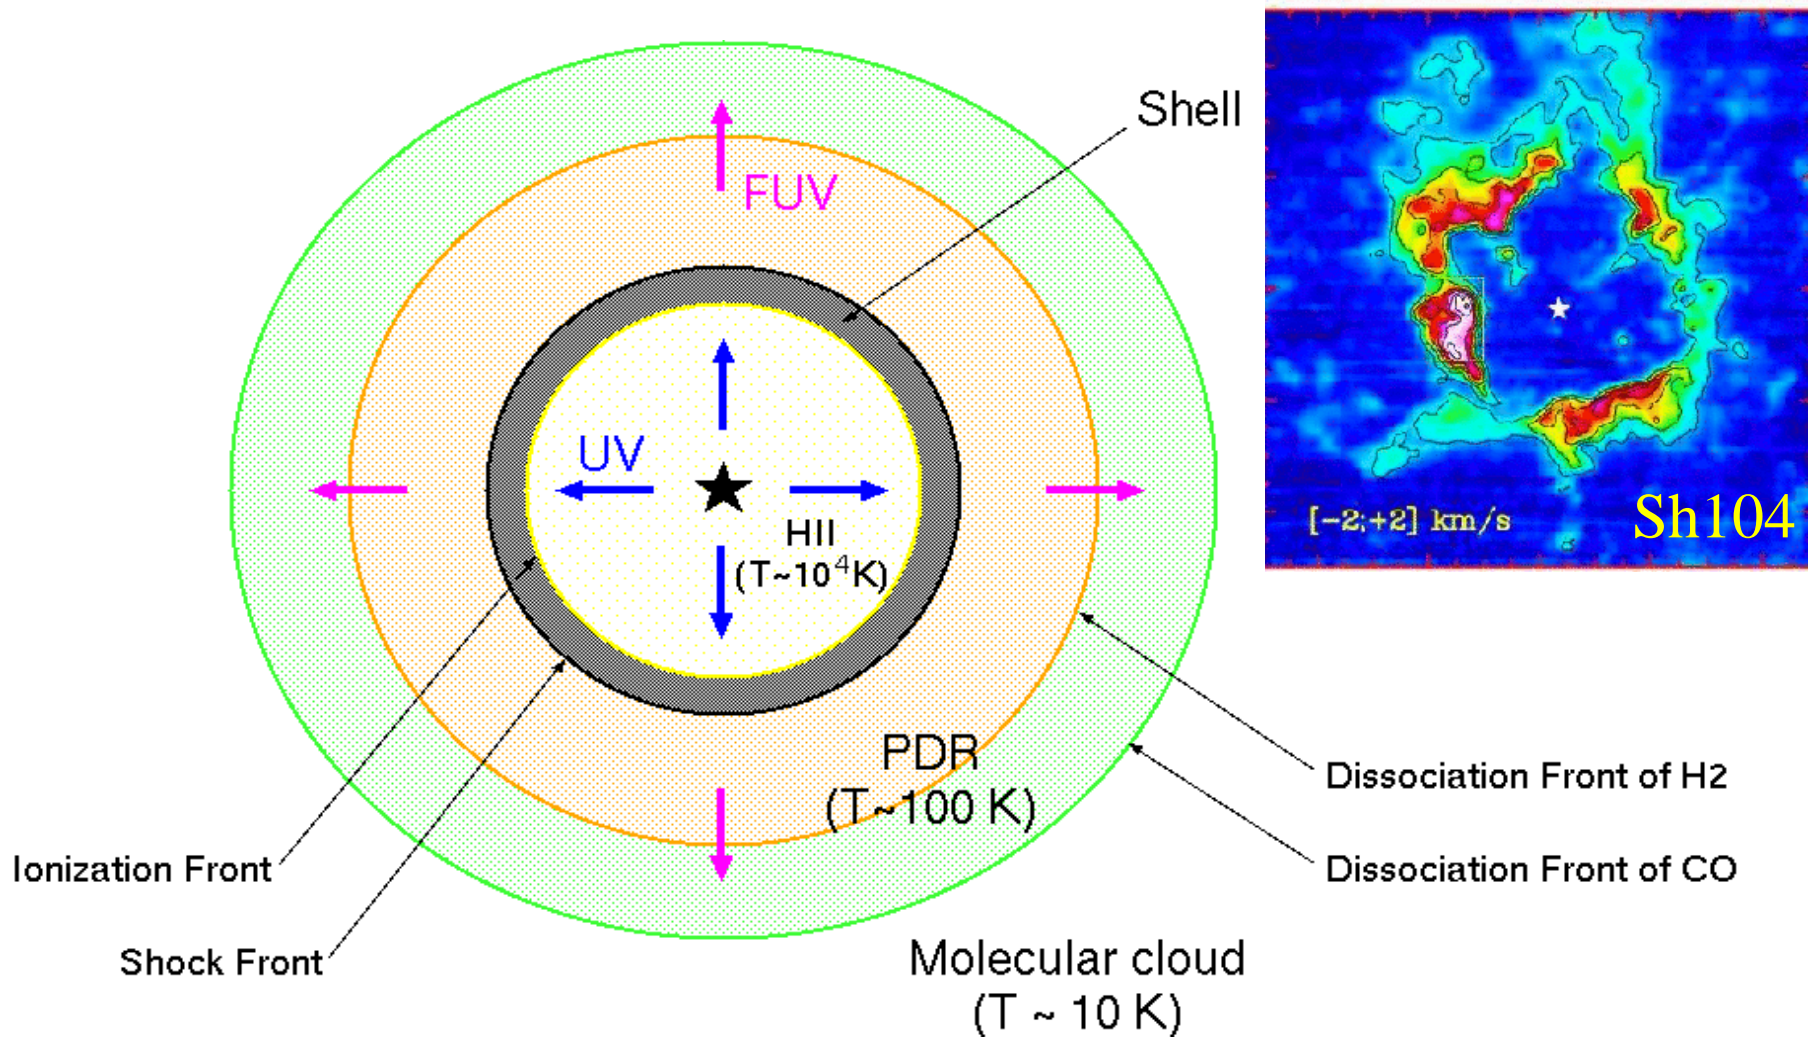 Shell
FUV
UV
HII
(T~10⁴K)
PDR
(T~100 K)
Ionization Front
Shock Front
Molecular cloud
(T ~ 10 K)
Dissociation Front of H2
Dissociation Front of CO
[-2;+2] km/s
Sh104